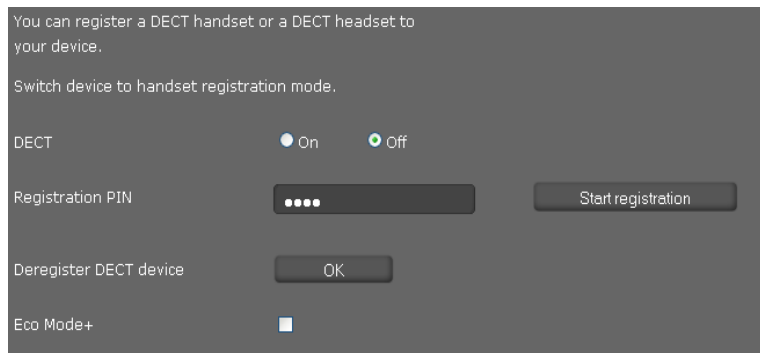 You can register a DECT handset or a DECT headset to
your device.
Switch device to handset registration mode.
DECT On Off
Registration PIN •••• Start registration
Deregister DECT device OK
Eco Mode+